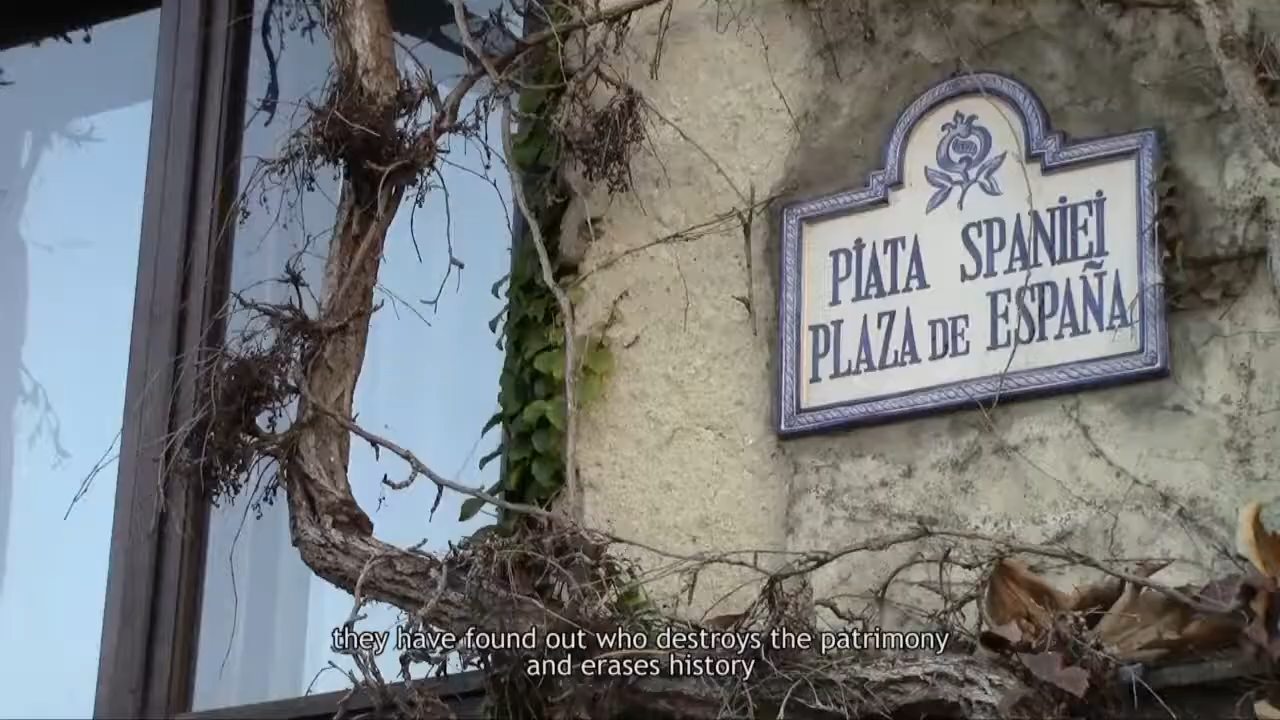 PIATA SPANIEI
PLAZA DE ESPAÑA
they have found out who destroys the patrimony
and erases history